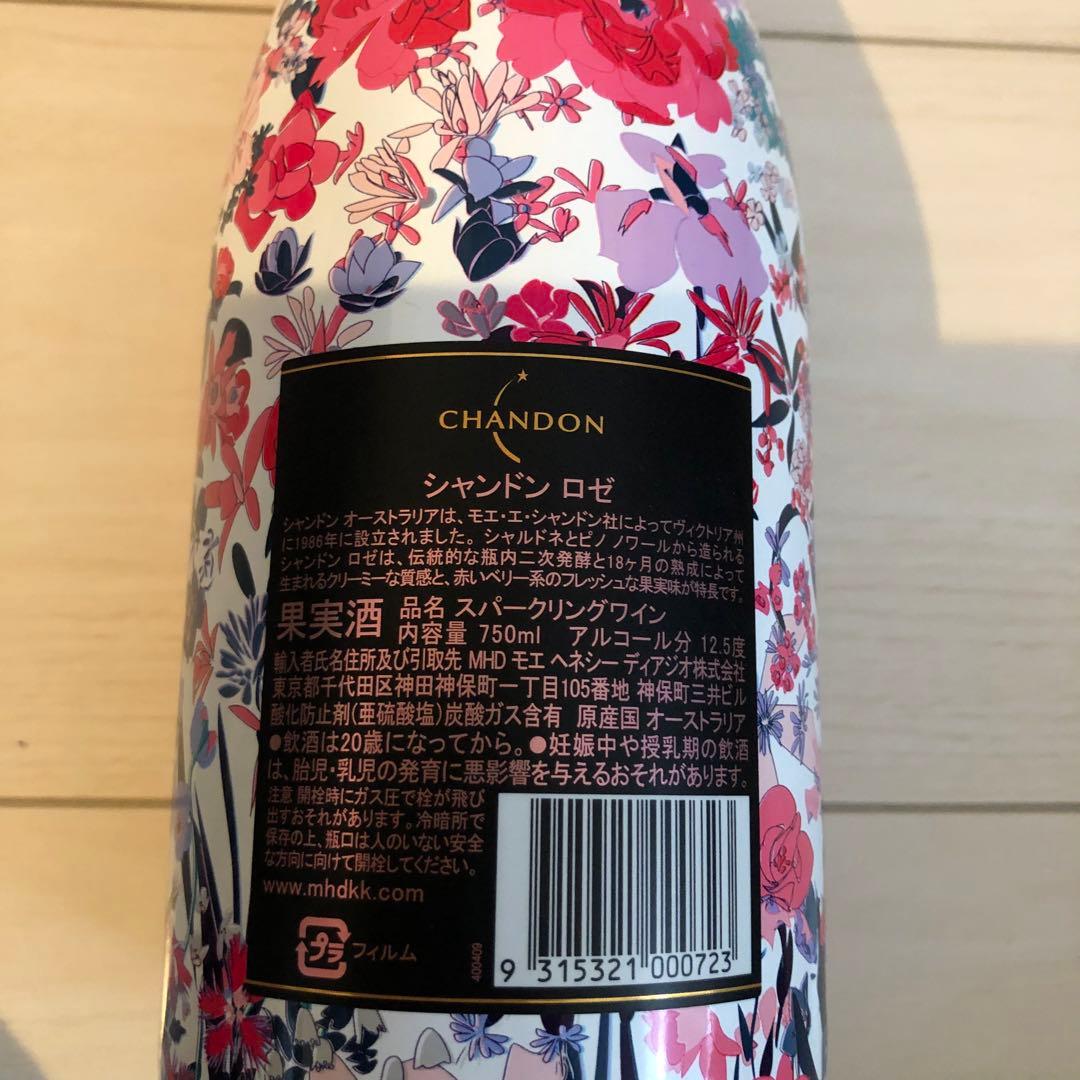 CHANDON
シャンドン ロゼ
シャンドン オーストラリアは、モエ・エ・シャンドン社によってヴィクトリア州
に1986年に設立されました。シャルドネとピノ ノワールから造られる
シャンドン ロゼは、伝統的な瓶内二次発酵と18ヶ月の熟成によって
生まれるクリーミーな質感と、赤いベリー系のフレッシュな果実味が特長です。
果実酒 品名 スパークリングワイン
内容量 750ml アルコール分 12.5度
輸入者氏名住所及び引取先 MHD モエ ヘネシー ディアジオ株式会社
東京都千代田区神田神保町一丁目105番地 神保町三井ビル
酸化防止剤(亜硫酸塩)炭酸ガス含有 原産国 オーストラリア
●飲酒は20歳になってから。●妊娠中や授乳期の飲酒
は、胎児・乳児の発育に悪影響を与えるおそれがあります。
注意 開栓時にガス圧で栓が飛び
出すおそれがあります。冷暗所で
保存の上、瓶口は人のいない安全
な方向に向けて開栓してください。
www.mhdkk.com
プラ フィルム
400409
9 315321 000723